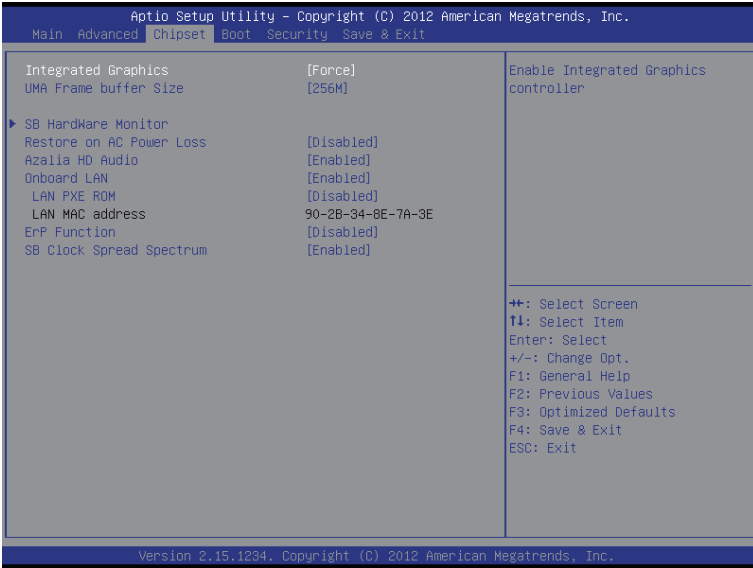 Aptio Setup Utility – Copyright (C) 2012 American Megatrends, Inc.
Main Advanced Chipset Boot Security Save & Exit
Integrated Graphics [Force]
UMA Frame buffer Size [256M]
SB HardWare Monitor
Restore on AC Power Loss [Disabled]
Azalia HD Audio [Enabled]
Onboard LAN [Enabled]
LAN PXE ROM [Disabled]
LAN MAC address 90-2B-34-8E-7A-3E
ErP Function [Disabled]
SB Clock Spread Spectrum [Enabled]
Enable Integrated Graphics
controller
→←: Select Screen
↑↓: Select Item
Enter: Select
+/-: Change Opt.
F1: General Help
F2: Previous Values
F3: Optimized Defaults
F4: Save & Exit
ESC: Exit
Version 2.15.1234. Copyright (C) 2012 American Megatrends, Inc.